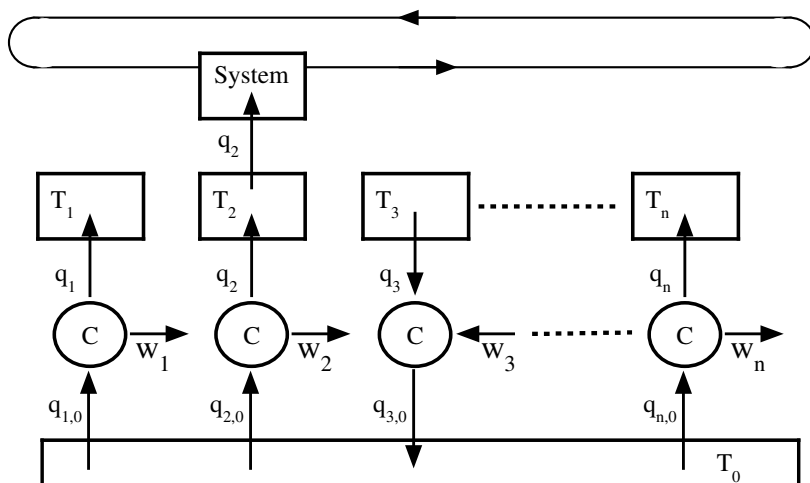 System
q2
T1 T2 T3 Tn
q1 q2 q3 qn
C C C C
W1 W2 W3 Wn
q1,0 q2,0 q3,0 qn,0
T0